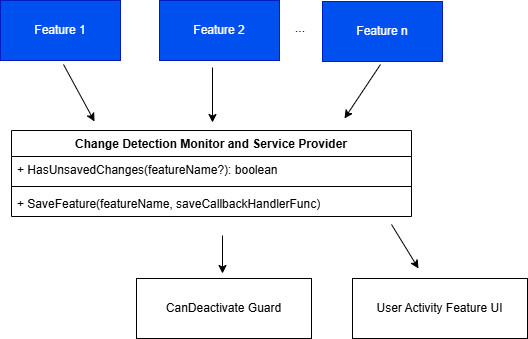 Feature 1
Feature 2
...
Feature n
Change Detection Monitor and Service Provider
+ HasUnsavedChanges(featureName?): boolean
+ SaveFeature(featureName, saveCallbackHandlerFunc)
CanDeactivate Guard
User Activity Feature UI